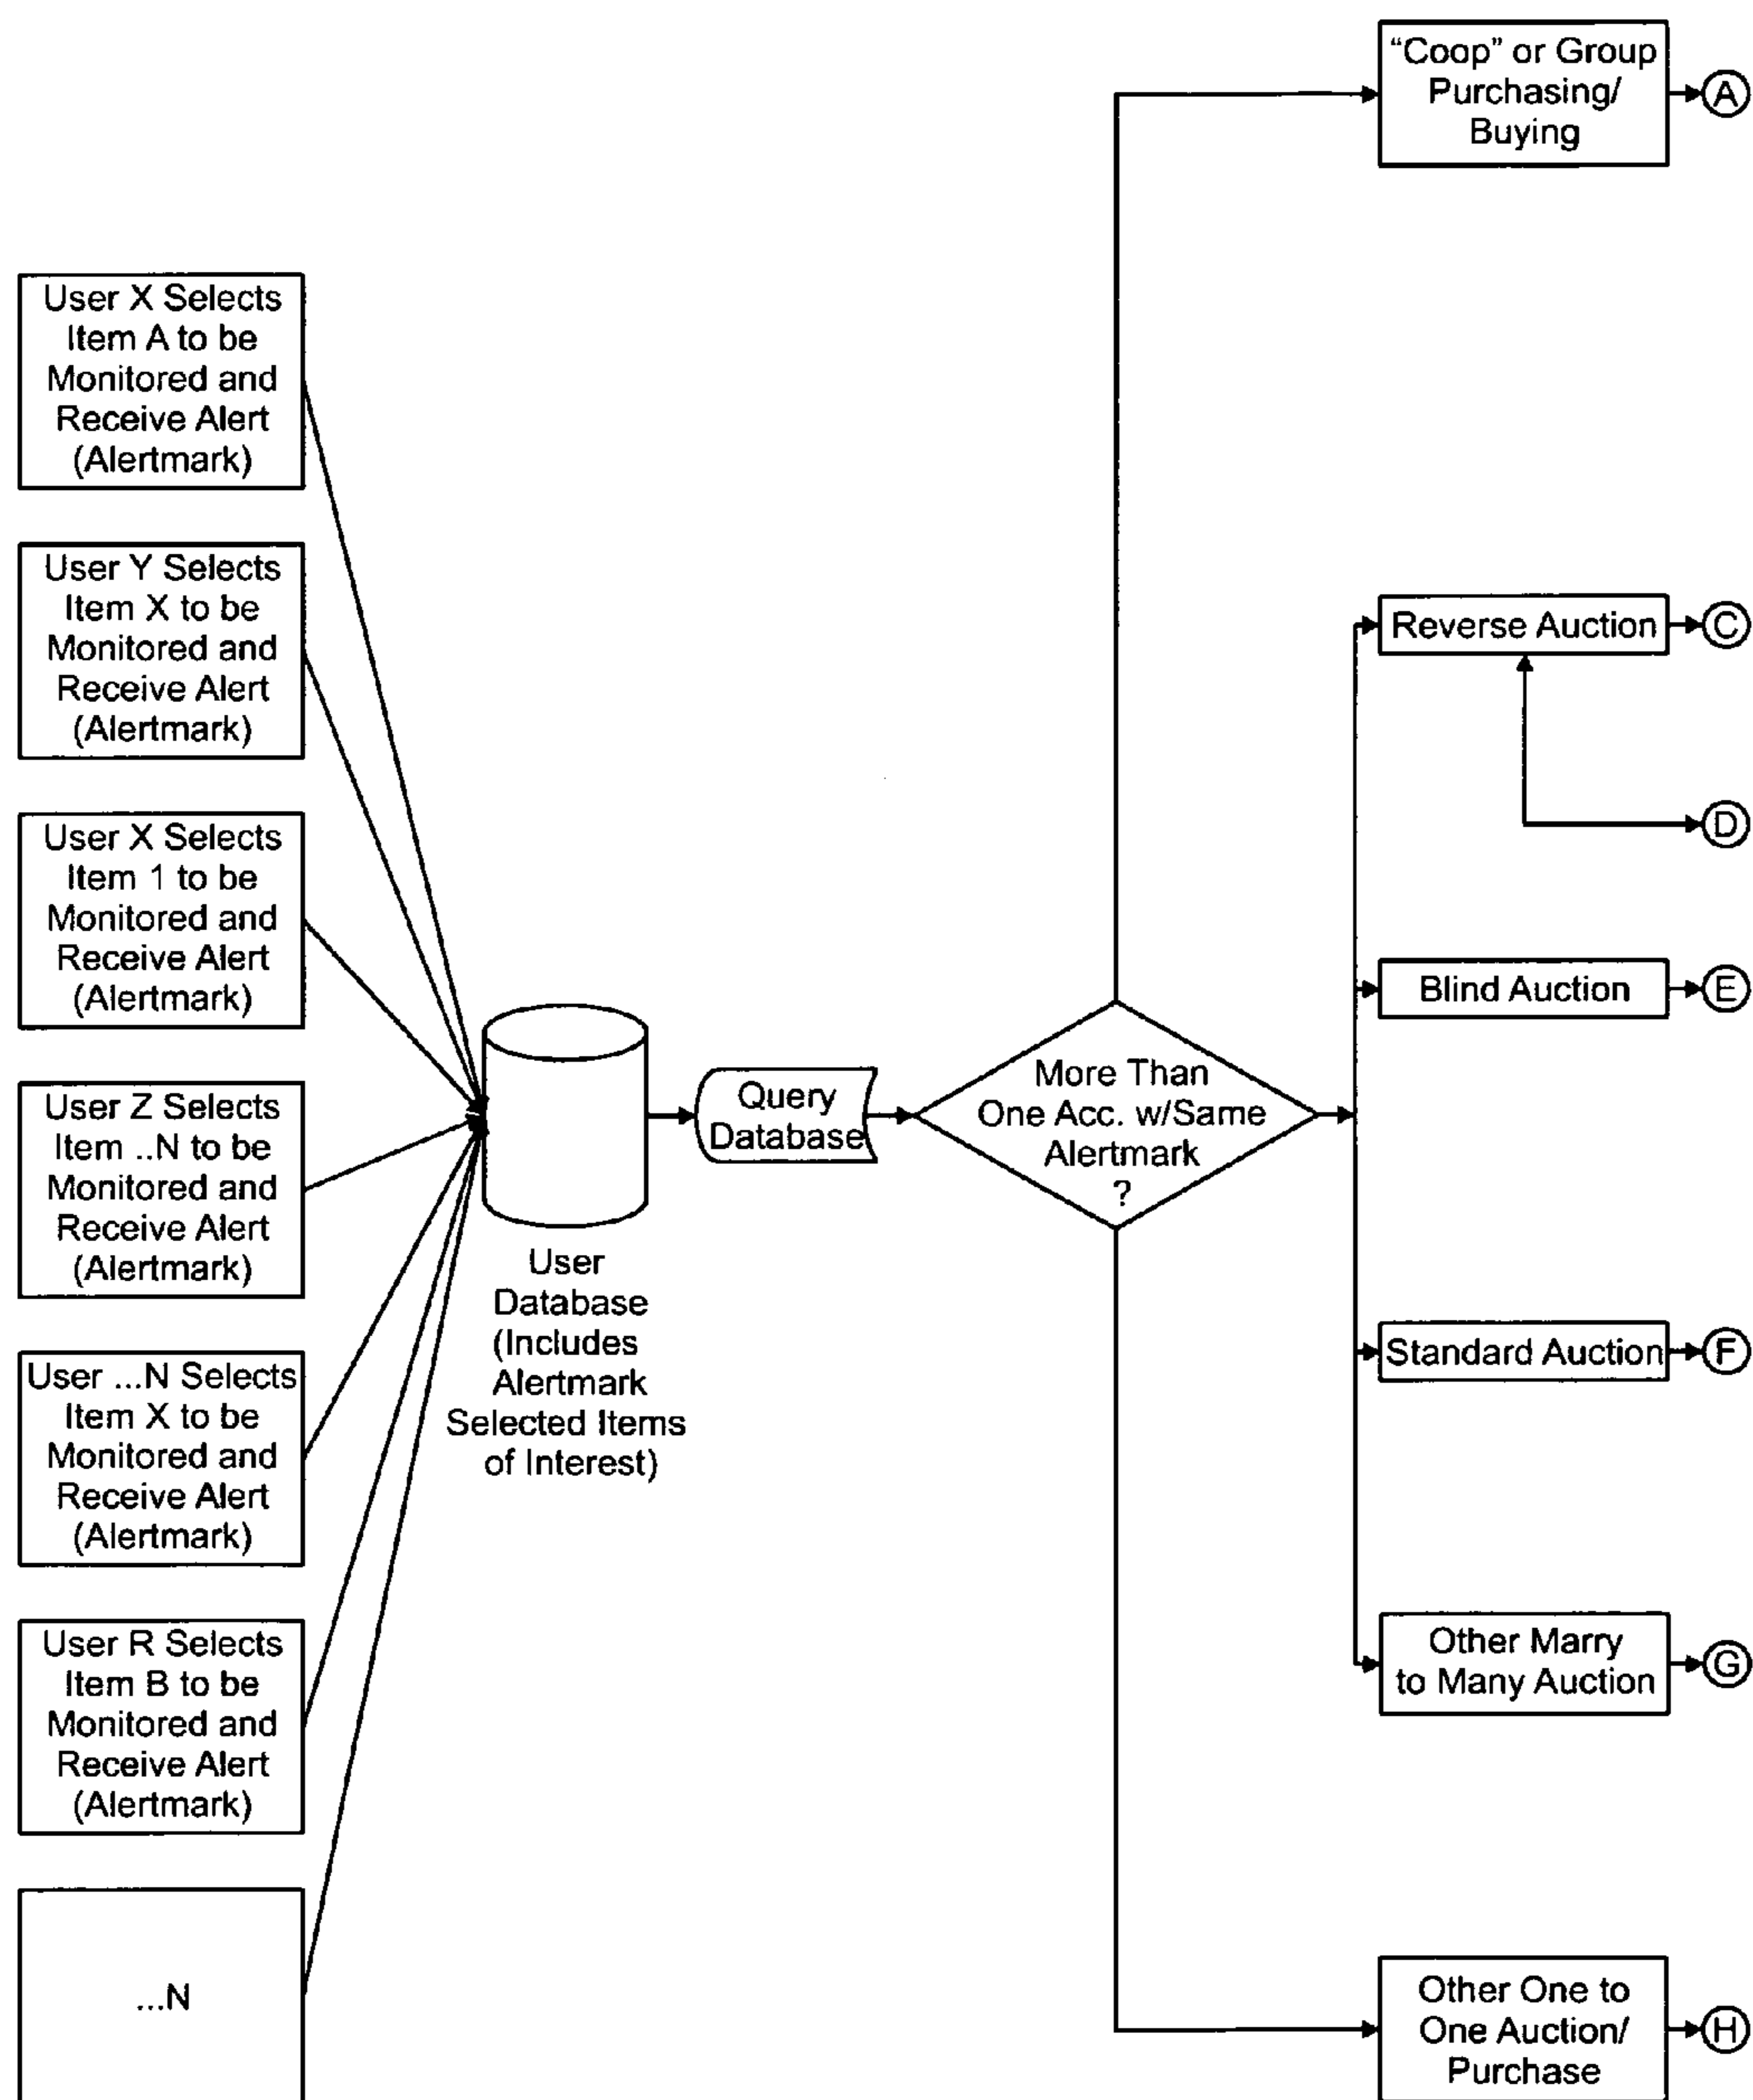 User X Selects
Item A to be
Monitored and
Receive Alert
(Alertmark)
User Y Selects
Item X to be
Monitored and
Receive Alert
(Alertmark)
User X Selects
Item 1 to be
Monitored and
Receive Alert
(Alertmark)
User Z Selects
Item ..N to be
Monitored and
Receive Alert
(Alertmark)
User ...N Selects
Item X to be
Monitored and
Receive Alert
(Alertmark)
User R Selects
Item B to be
Monitored and
Receive Alert
(Alertmark)
...N
User
Database
(Includes
Alertmark
Selected Items
of Interest)
Query
Database
More Than
One Acc. w/Same
Alertmark
?
“Coop” or Group
Purchasing/
Buying
A
Reverse Auction
C
D
Blind Auction
E
Standard Auction
F
Other Marry
to Many Auction
G
Other One to
One Auction/
Purchase
H